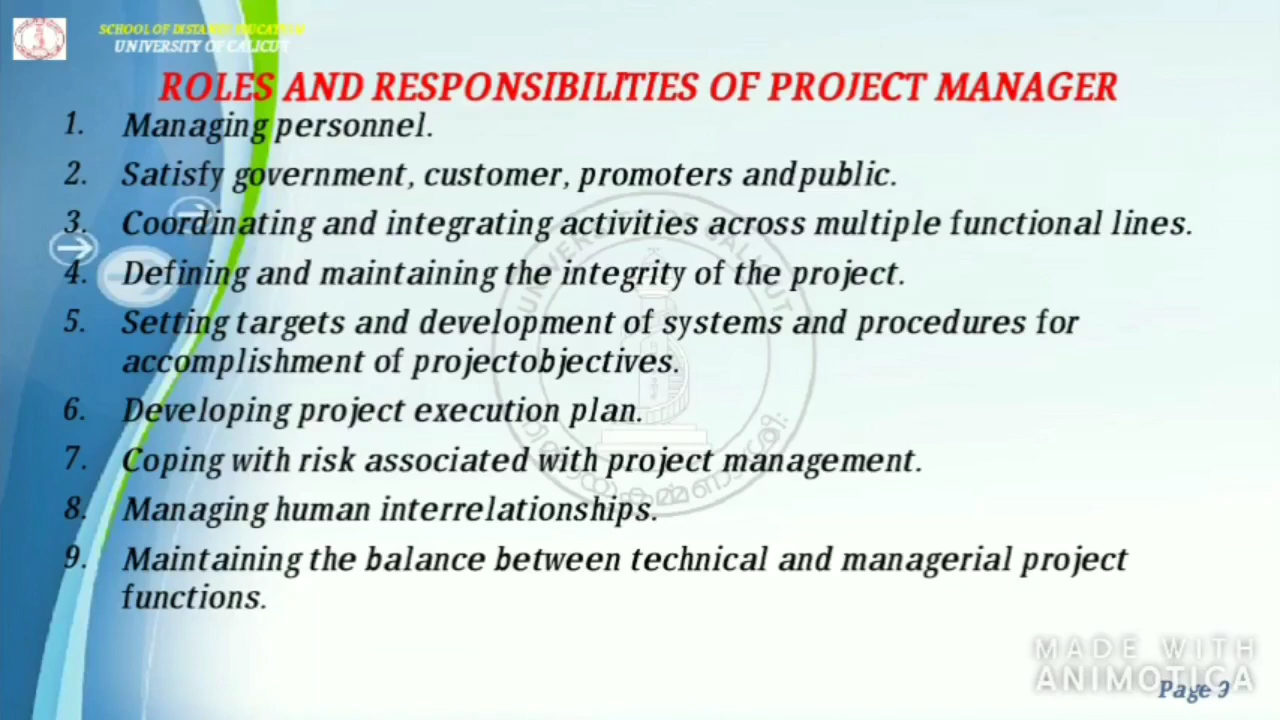 SCHOOL OF DISTANCE EDUCATION
UNIVERSITY OF CALICUT
ROLES AND RESPONSIBILITIES OF PROJECT MANAGER
1. Managing personnel.
2. Satisfy government, customer, promoters andpublic.
3. Coordinating and integrating activities across multiple functional lines.
4. Defining and maintaining the integrity of the project.
5. Setting targets and development of systems and procedures for
accomplishment of projectobjectives.
6. Developing project execution plan.
7. Coping with risk associated with project management.
8. Managing human interrelationships.
9. Maintaining the balance between technical and managerial project
functions.
UNIVERSITY OF CALICUT
MADE WITH
ANIMOTICA
Page 9